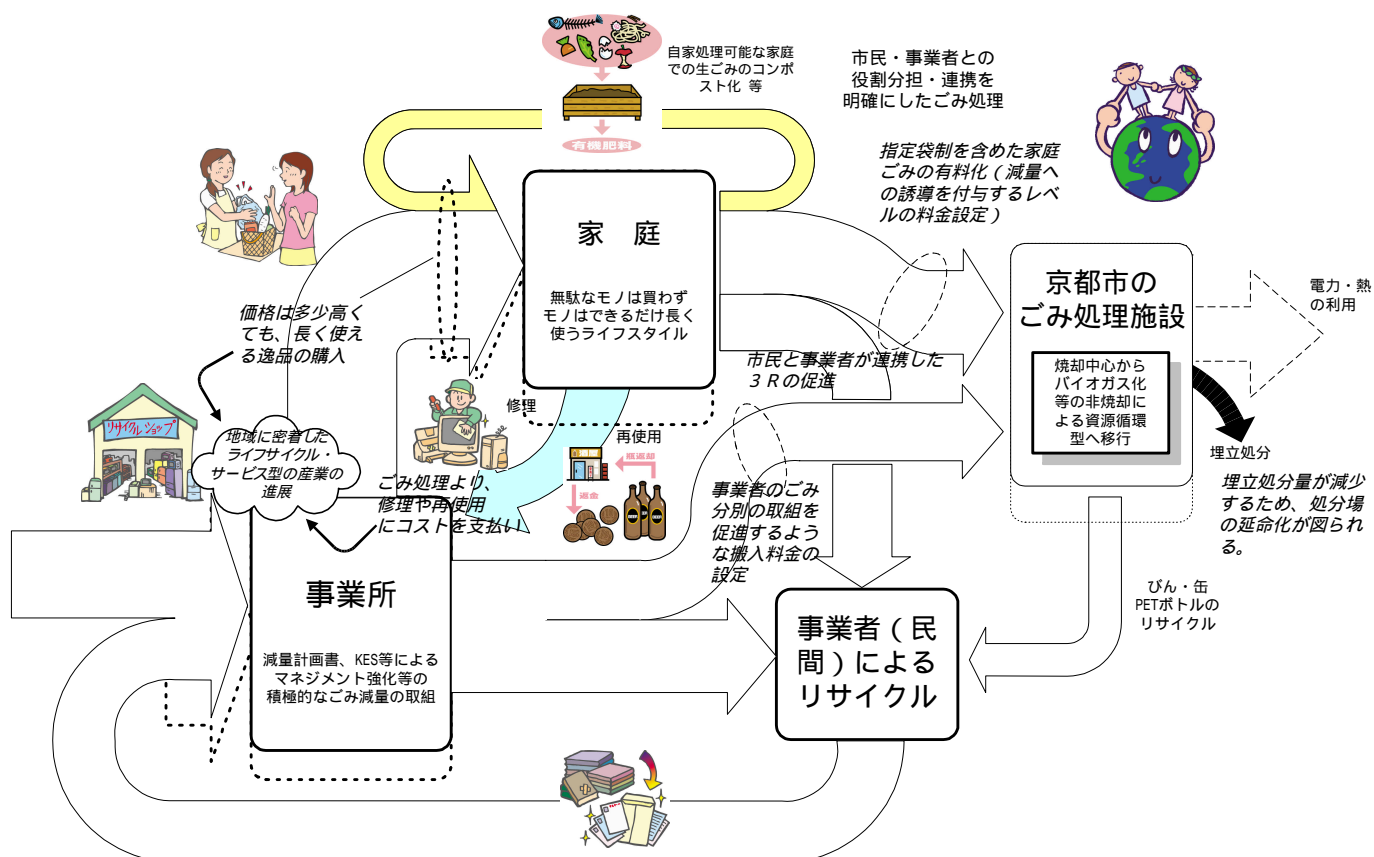 自家処理可能な家庭
での生ごみのコンポ
スト化 等
有機肥料
市民・事業者との
役割分担・連携を
明確にしたごみ処理
指定袋制を含めた家庭
ごみの有料化（減量へ
の誘導を付与するレベ
ルの料金設定）
家 庭
無駄なモノは買わず
モノはできるだけ長く
使うライフスタイル
京都市の
ごみ処理施設
焼却中心から
バイオガス化
等の非焼却に
よる資源循環
型へ移行
電力・熱
の利用
埋立処分
埋立処分量が減少
するため、処分場
の延命化が図られ
る。
価格は多少高く
ても、長く使え
る逸品の購入
市民と事業者が連携した
３Ｒの促進
リサイクルショップ
地域に密着した
ライフサイクル・
サービス型の産業の
進展
修理
再使用
瓶返却
返金
ごみ処理より、
修理や再使用
にコストを支払い
事業者のごみ
分別の取組を
促進するよう
な搬入料金の
設定
事業所
減量計画書、KES等による
マネジメント強化等の
積極的なごみ減量の取組
事業者（民
間）による
リサイクル
びん・缶
PETボトルの
リサイクル